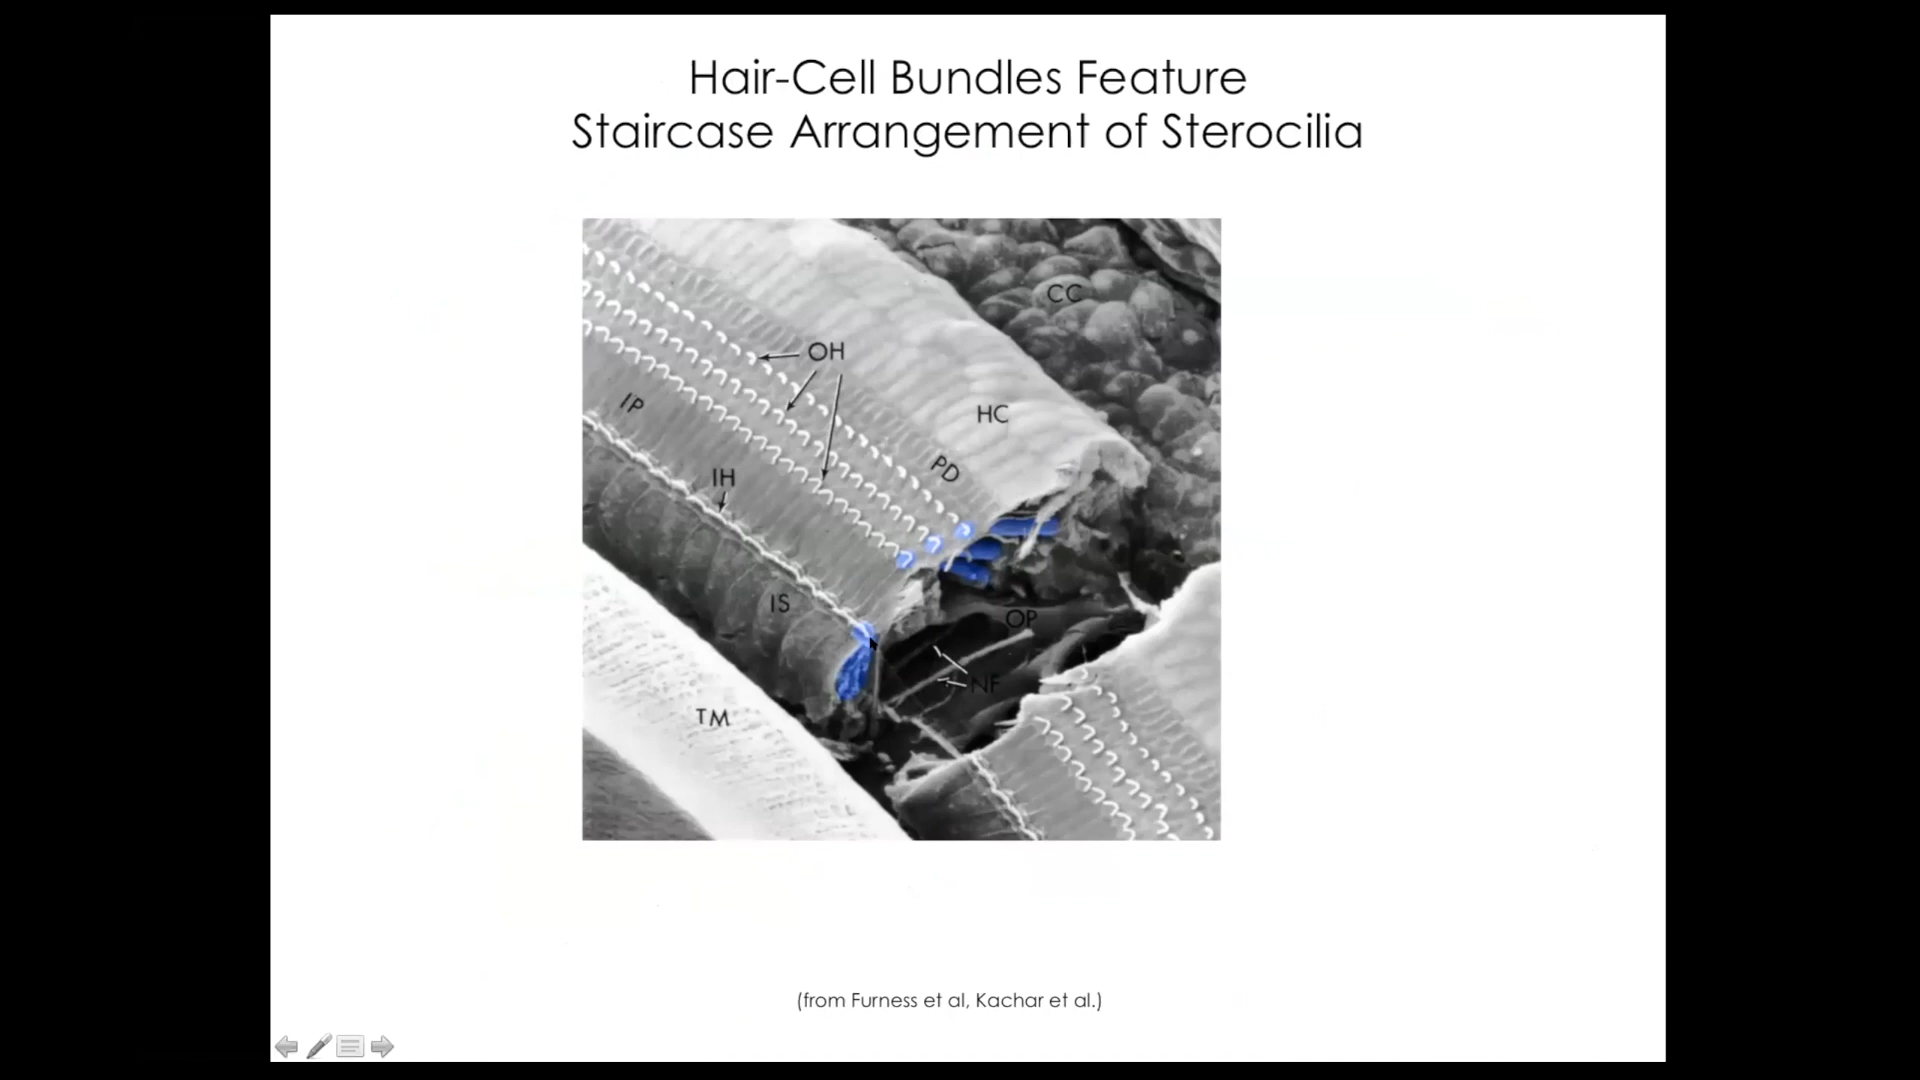 Hair-Cell Bundles Feature
Staircase Arrangement of Sterocilia
CC
OH
IP
HC
PD
IH
IS
OP
NF
TM
(from Furness et al, Kachar et al.)